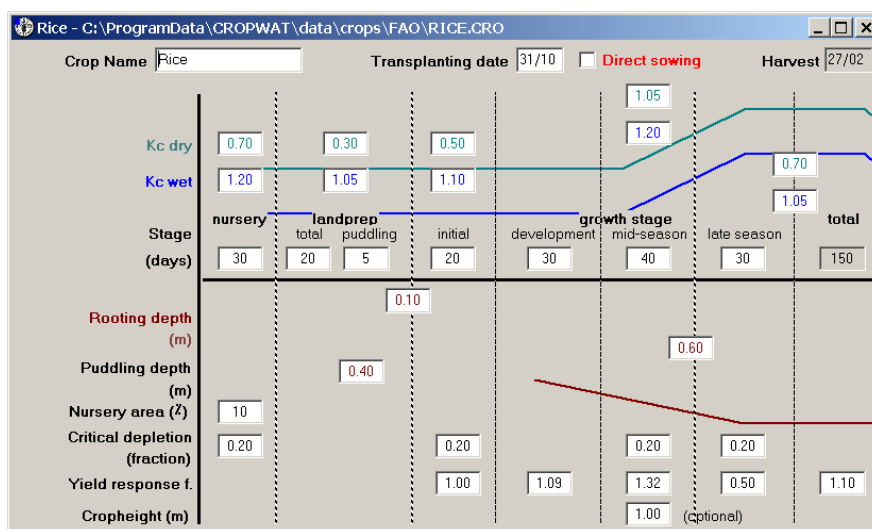 Rice - C:\ProgramData\CROPWAT\data\crops\FAO\RICE.CRO
Crop Name Rice Transplanting date 31/10 Direct sowing Harvest 27/02
1.05
Kc dry 0.70 0.30 0.50 1.20
0.70
Kc wet 1.20 1.05 1.10
1.05
nursery landprep growth stage total
Stage total puddling initial development mid-season late season
(days) 30 20 5 20 30 40 30 150
0.10
Rooting depth
(m) 0.60
Puddling depth 0.40
(m)
Nursery area (%) 10
Critical depletion 0.20 0.20 0.20 0.20
(fraction)
Yield response f. 1.00 1.09 1.32 0.50 1.10
Cropheight (m) 1.00 (optional)